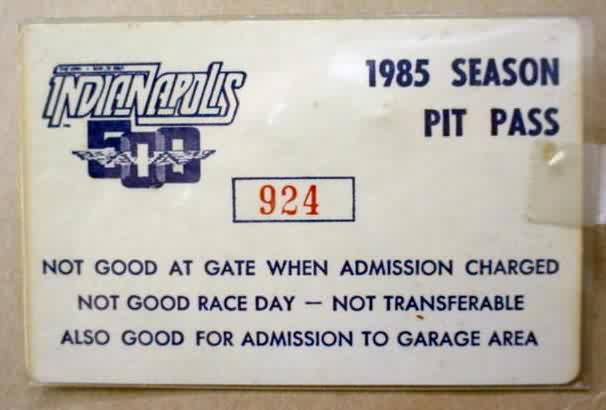 INDIANAPOLIS
500
1985 SEASON
PIT PASS
924
NOT GOOD AT GATE WHEN ADMISSION CHARGED
NOT GOOD RACE DAY — NOT TRANSFERABLE
ALSO GOOD FOR ADMISSION TO GARAGE AREA